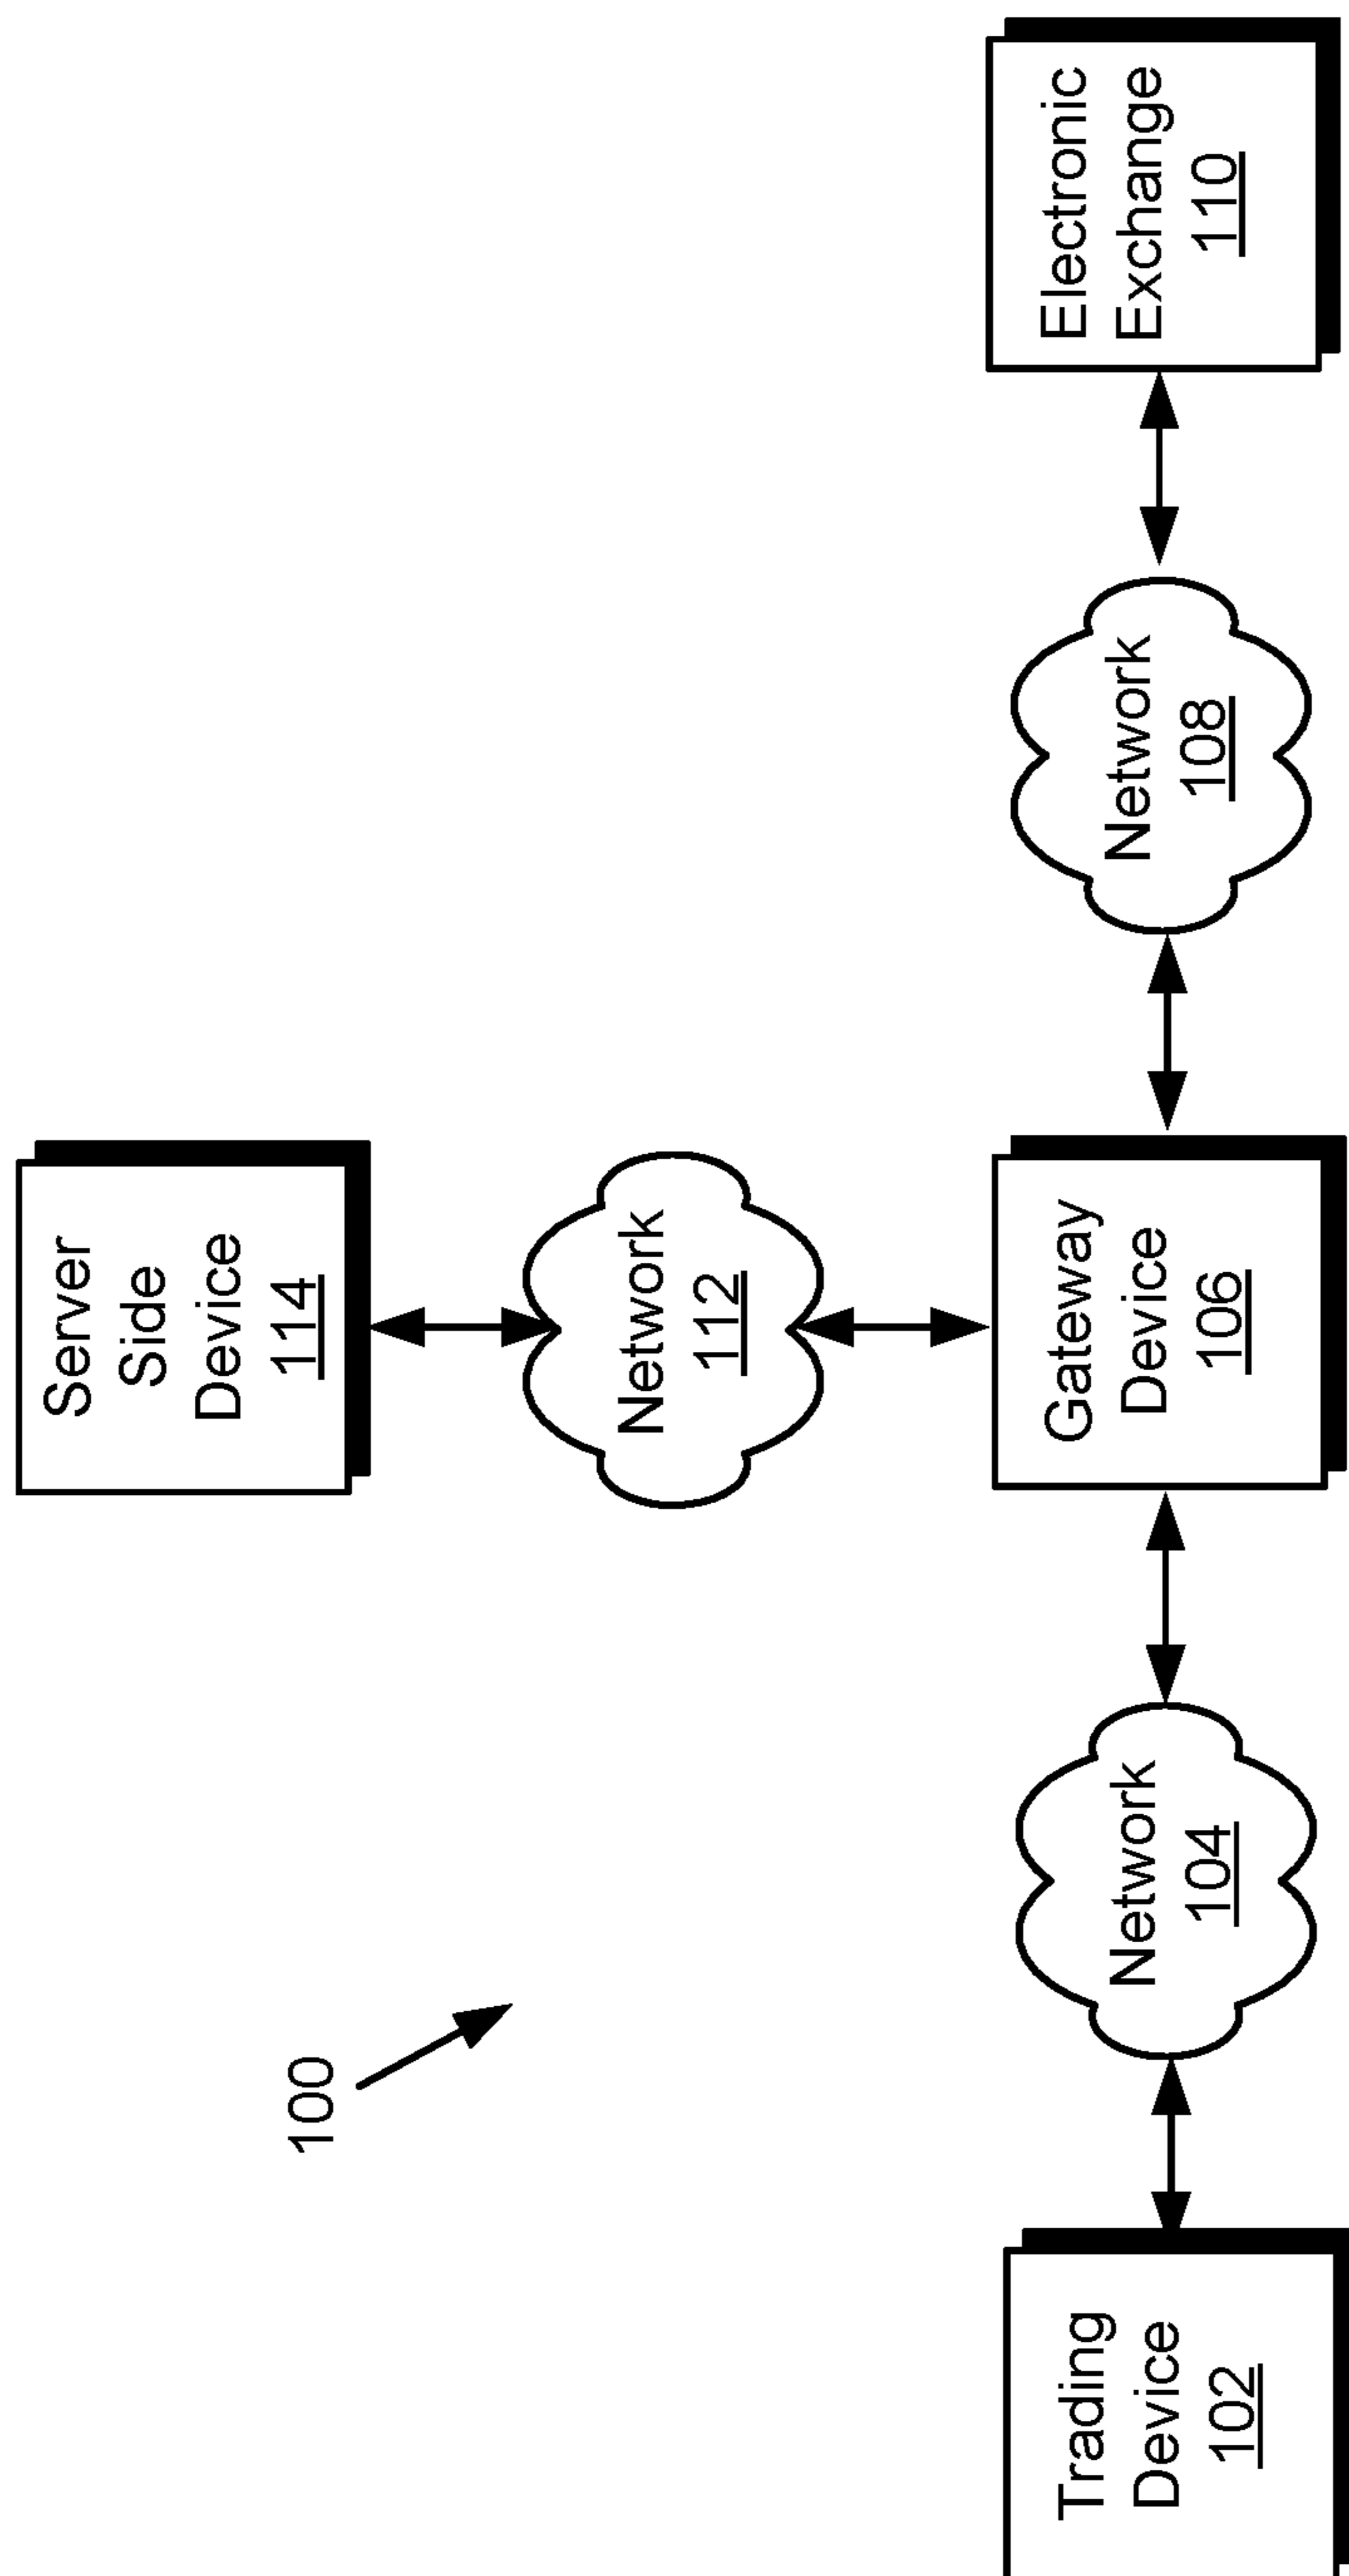 100
Server
Side
Device
114
Network
112
Trading
Device
102
Network
104
Gateway
Device
106
Network
108
Electronic
Exchange
110